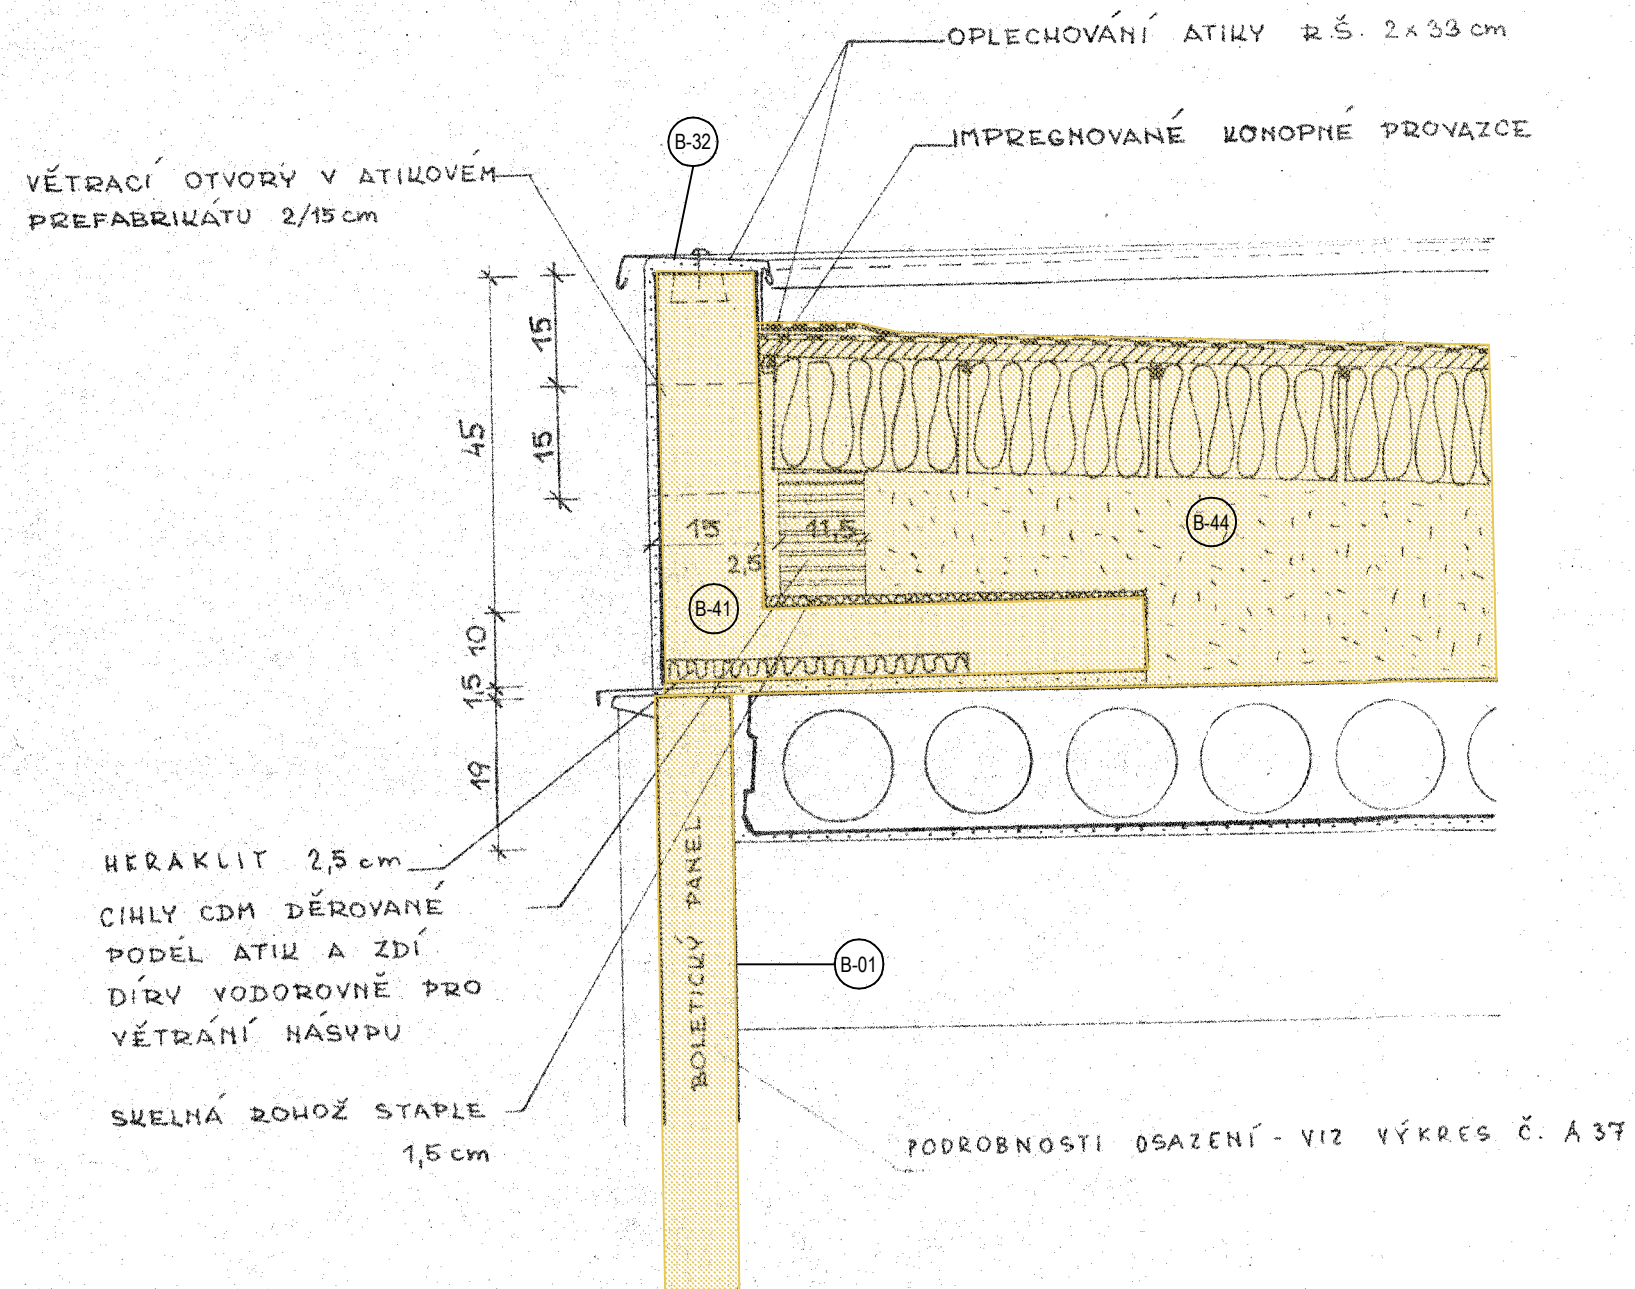 OPLECHOVÁNÍ ATIKY R.Š. 2x33 cm
IMPREGNOVANÉ KONOPNÉ PROVAZCE
B-32
VĚTRACÍ OTVORY V ATIKOVÉM
PREFABRIKÁTU 2/15 cm
15
45
15
15
11,5
2,5
B-44
B-41
10
1,5
19
HERAKLIT 2,5 cm
CIHLY CDM DĚROVANÉ
PODÉL ATIK A ZDÍ
DÍRY VODOROVNĚ PRO
VĚTRÁNÍ NÁSYPU
SKELNÁ ROHOŽ STAPLE
1,5 cm
BOLETICKÝ PANEL
B-01
PODROBNOSTI OSAZENÍ - VIZ VÝKRES Č. A 37